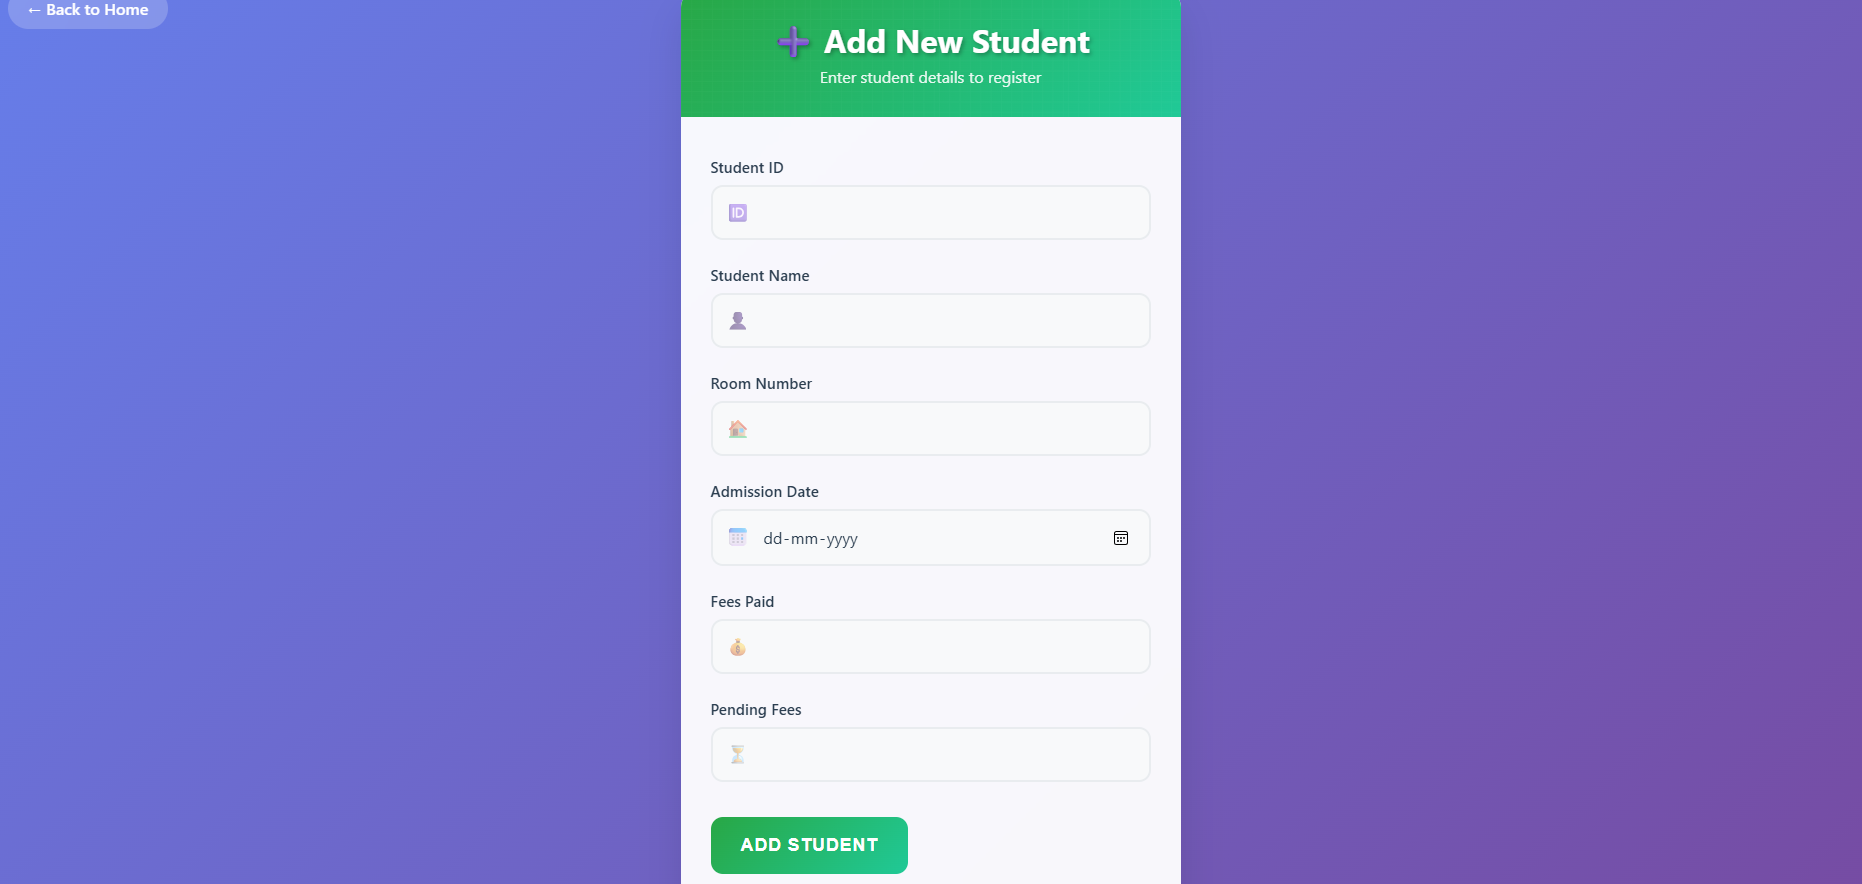 ← Back to Home
Add New Student
Enter student details to register
Student ID
ID
Student Name
Room Number
Admission Date
dd-mm-yyyy
Fees Paid
Pending Fees
ADD STUDENT